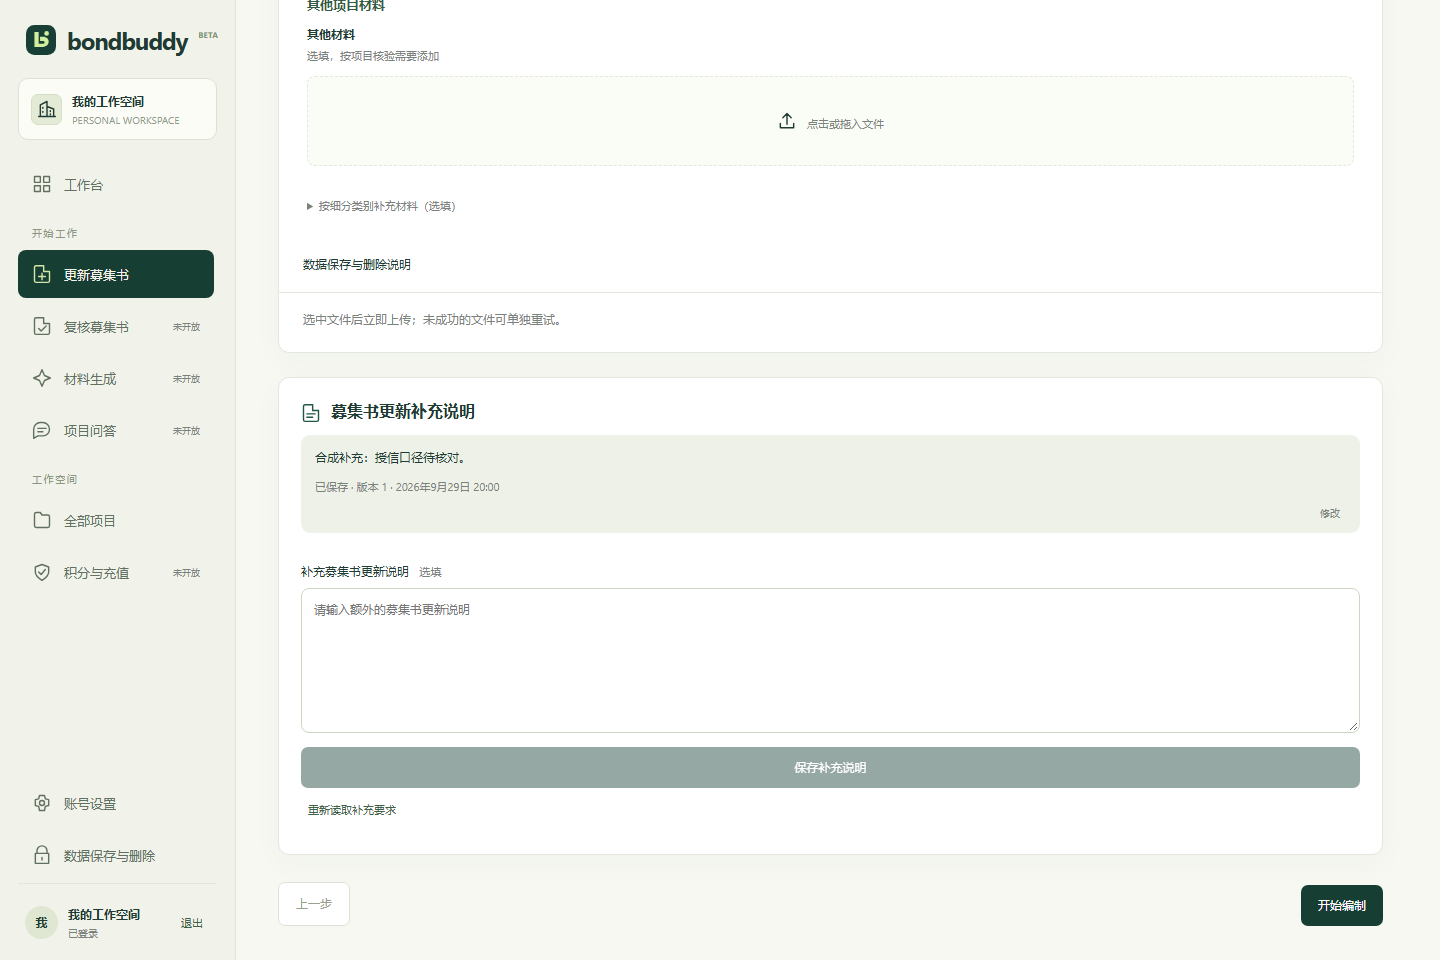 bondbuddy BETA
我的工作空间
PERSONAL WORKSPACE
工作台
开始工作
更新募集书
复核募集书 未开放
材料生成 未开放
项目问答 未开放
工作空间
全部项目
积分与充值 未开放
账号设置
数据保存与删除
我 我的工作空间
已登录
退出
其他项目材料
其他材料
选填，按项目核验需要添加
点击或拖入文件
按细分类别补充材料（选填）
数据保存与删除说明
选中文件后立即上传；未成功的文件可单独重试。
募集书更新补充说明
合成补充：授信口径待核对。
已保存 · 版本 1 · 2026年9月29日 20:00
修改
补充募集书更新说明 选填
请输入额外的募集书更新说明
保存补充说明
重新读取补充要求
上一步
开始编制